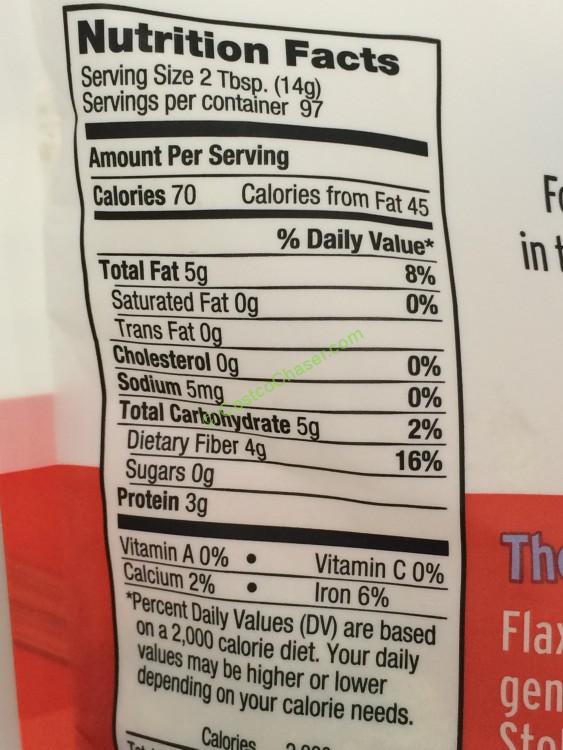 Nutrition Facts
Serving Size 2 Tbsp. (14g)
Servings per container 97
Amount Per Serving
Calories 70 Calories from Fat 45
% Daily Value*
Total Fat 5g 8%
Saturated Fat 0g 0%
Trans Fat 0g
Cholesterol 0g 0%
Sodium 5mg 0%
Total Carbohydrate 5g 2%
Dietary Fiber 4g 16%
Sugars 0g
Protein 3g
Vitamin A 0% • Vitamin C 0%
Calcium 2% • Iron 6%
*Percent Daily Values (DV) are based
on a 2,000 calorie diet. Your daily
values may be higher or lower
depending on your calorie needs.
Calories
in
The
Flax
gen